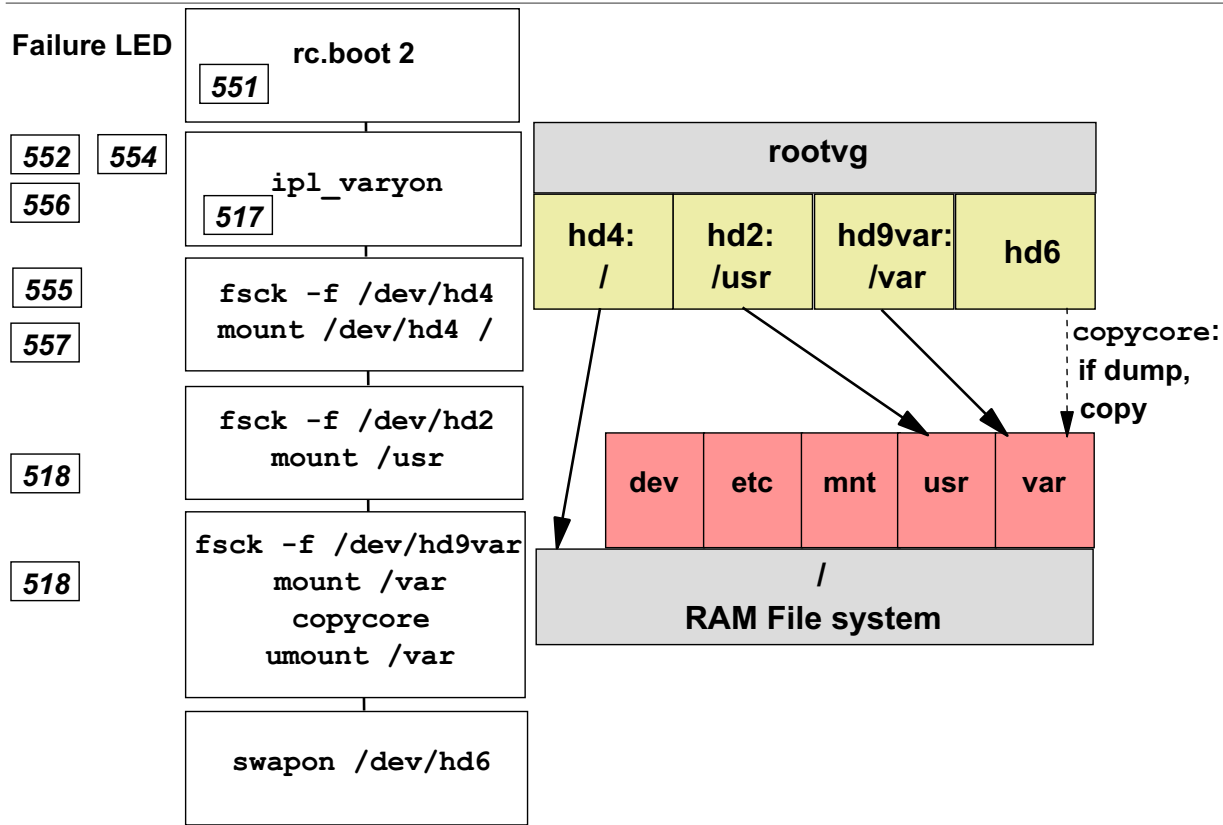 Failure LED
rc.boot 2
551
552 554
556
ipl_varyon
517
555
557
fsck -f /dev/hd4
mount /dev/hd4 /
fsck -f /dev/hd2
mount /usr
518
fsck -f /dev/hd9var
mount /var
copycore
umount /var
518
swapon /dev/hd6
rootvg
hd4:
/
hd2:
/usr
hd9var:
/var
hd6
copycore:
if dump,
copy
dev etc mnt usr var
/
RAM File system